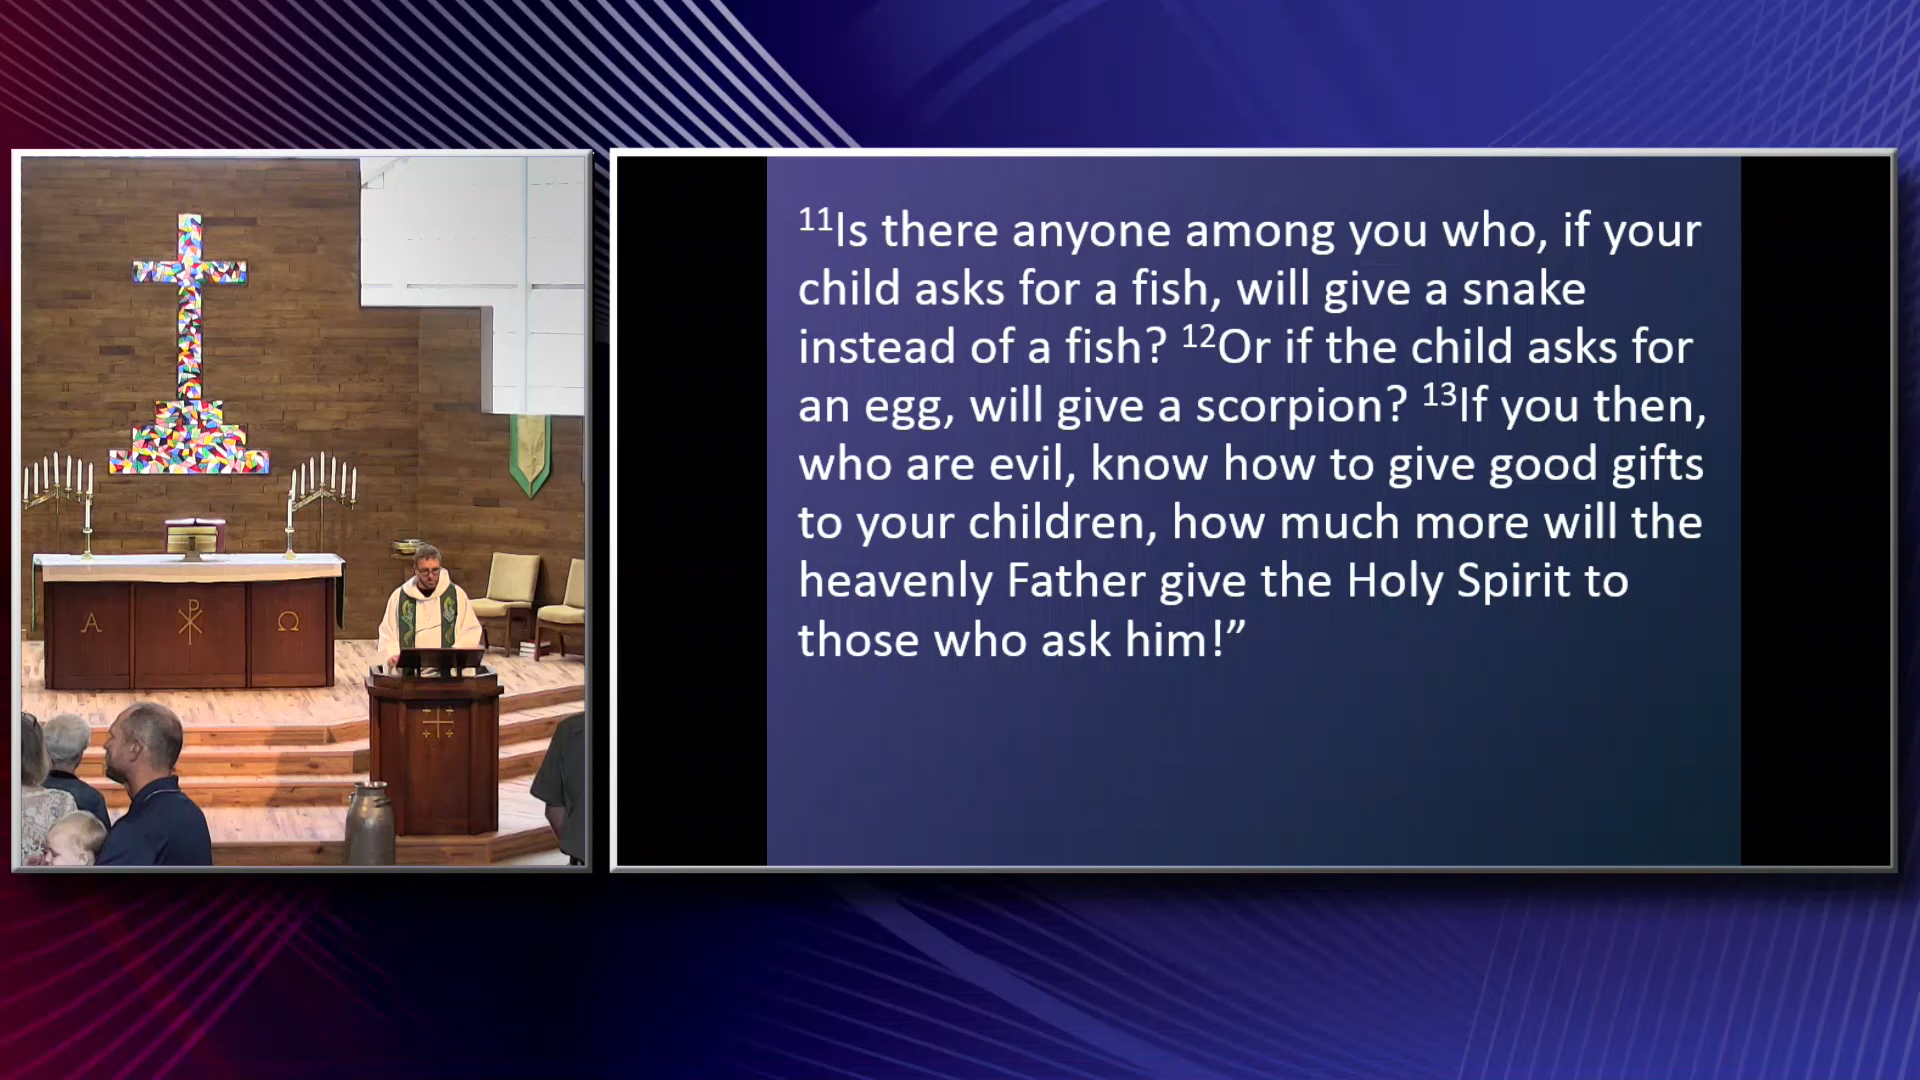 ¹¹Is there anyone among you who, if your
child asks for a fish, will give a snake
instead of a fish? ¹²Or if the child asks for
an egg, will give a scorpion? ¹³If you then,
who are evil, know how to give good gifts
to your children, how much more will the
heavenly Father give the Holy Spirit to
those who ask him!”
Α ☧ Ω